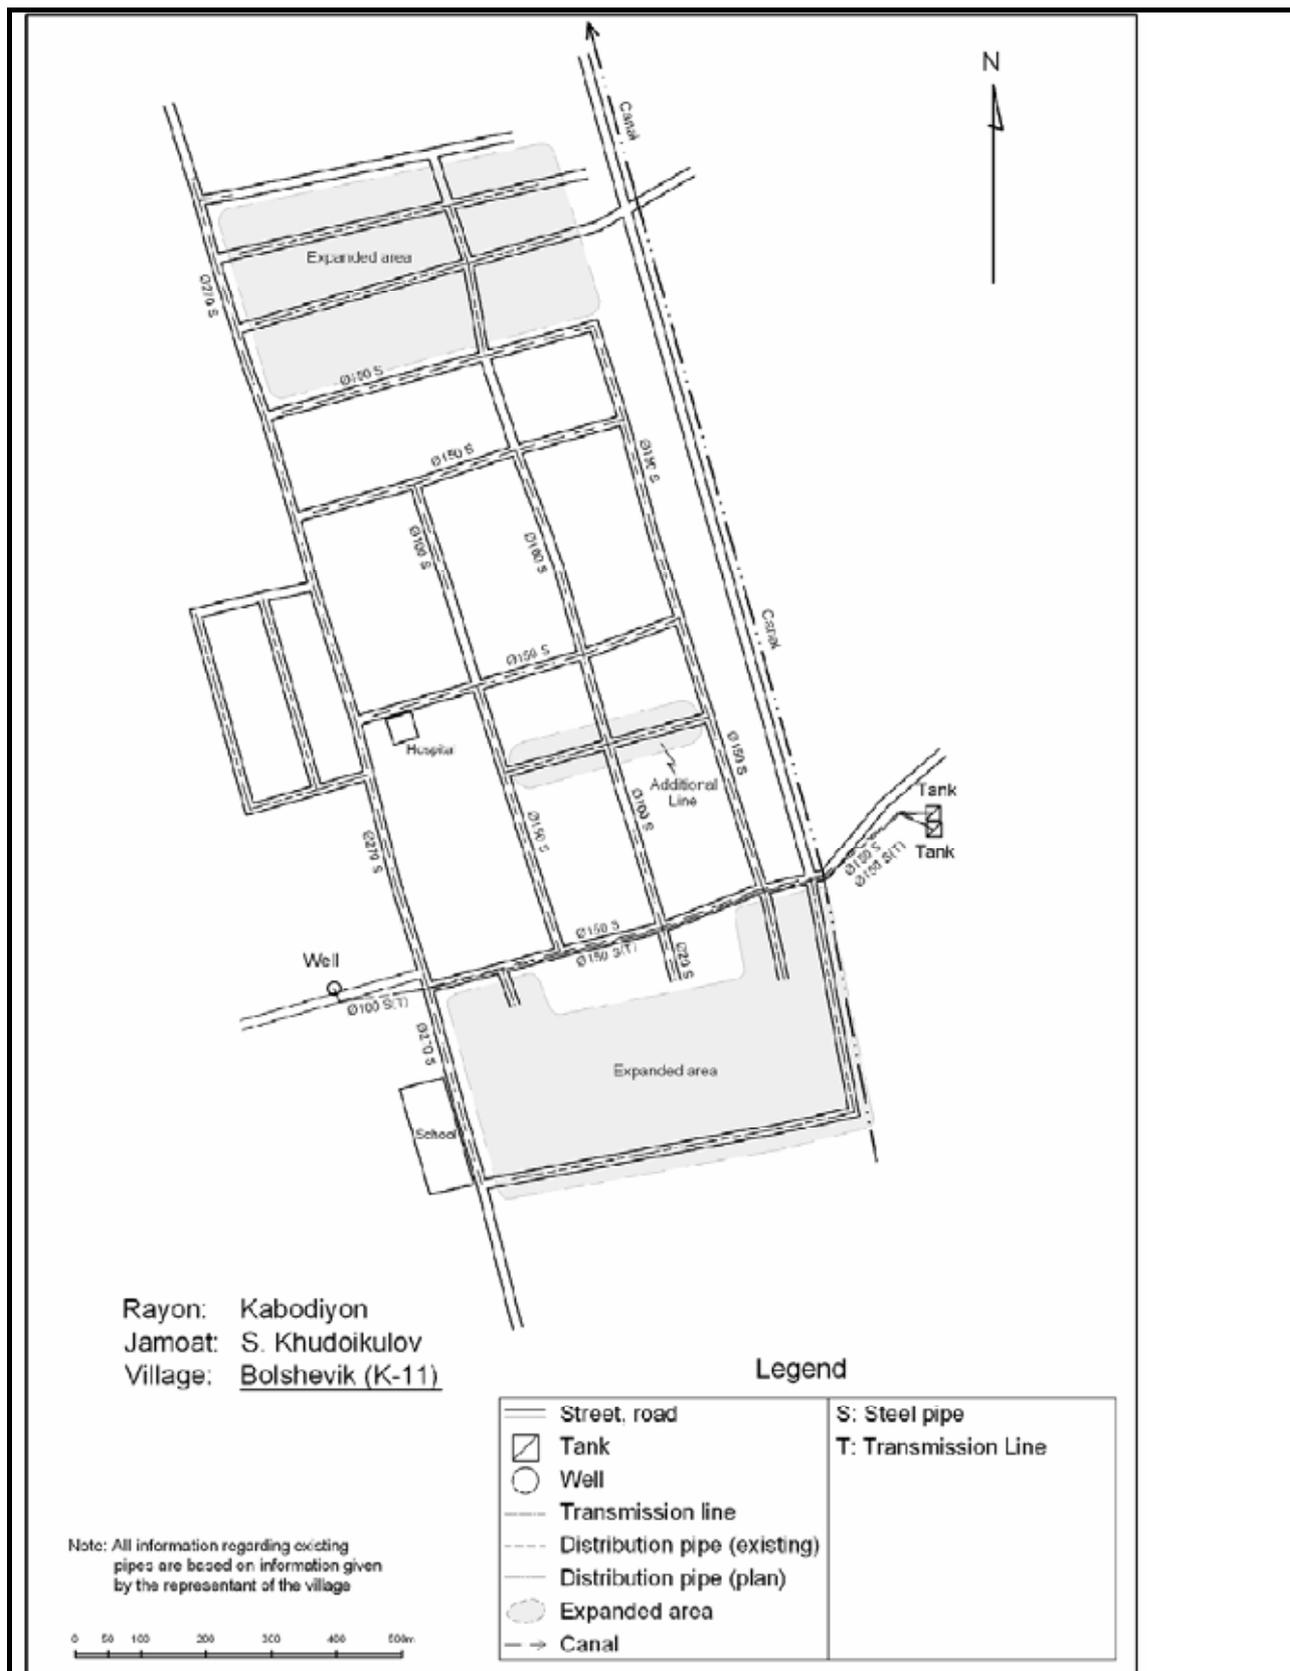 N
Canal
Expanded area
Ø270 S
Ø100 S
Ø150 S
Ø100 S
Canal
Ø150 S
Hospital
Ø150 S
Additional
Line
Tank
Tank
Ø150 S
Ø150 S(T)
Ø270 S
Ø150 S
Ø150 S(T)
Well
Ø100 S(T)
Expanded area
School
Rayon: Kabodiyon
Jamoat: S. Khudoikulov
Village: Bolshevik (K-11)
Legend
Street, road
Tank
Well
Transmission line
Distribution pipe (existing)
Distribution pipe (plan)
Expanded area
Canal
S: Steel pipe
T: Transmission Line
Note: All information regarding existing
pipes are based on information given
by the representant of the village
0 50 100 200 300 400 500m